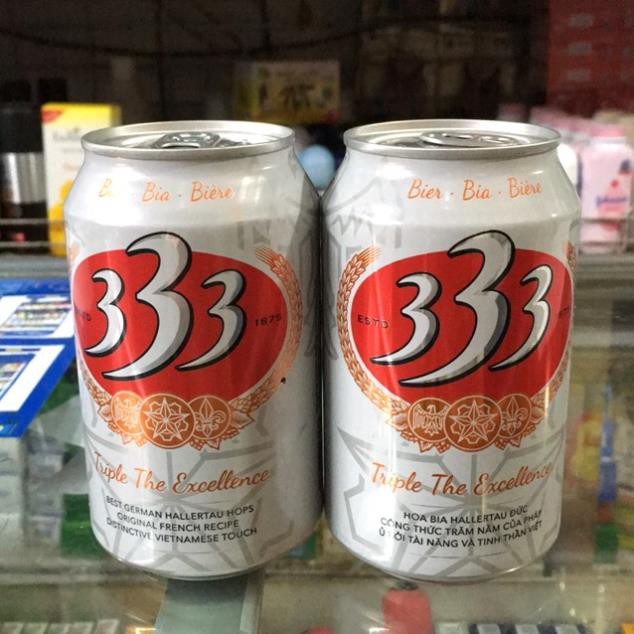 Bier · Bia · Bière
333
1875
Triple The Excellence
BEST GERMAN HALLERTAU HOPS
ORIGINAL FRENCH RECIPE
DISTINCTIVE VIETNAMESE TOUCH
Bier · Bia · Bière
333
ESTD
Triple The Excellence
HOA BIA HALLERTAU ĐỨC
CÔNG THỨC TRĂM NĂM CỦA PHÁP
Ủ BỞI TÀI NĂNG VÀ TINH THẦN VIỆT